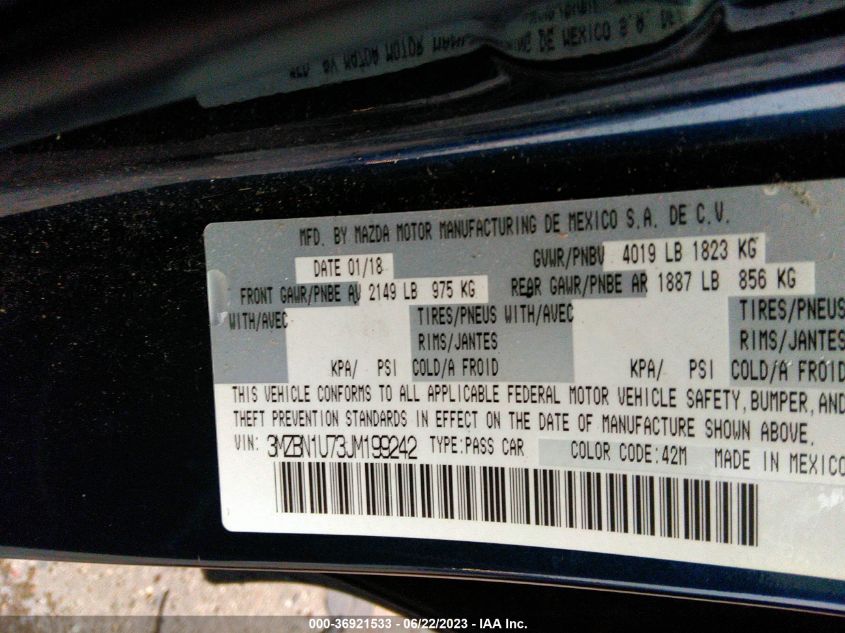 MFD. BY MAZDA MOTOR MANUFACTURING DE MEXICO S.A. DE C.V.
DATE 01/18 GVWR/PNBV 4019 LB 1823 KG
FRONT GAWR/PNBE AV 2149 LB 975 KG REAR GAWR/PNBE AR 1887 LB 856 KG
WITH/AVEC TIRES/PNEUS WITH/AVEC TIRES/PNEUS
RIMS/JANTES RIMS/JANTES
KPA/ PSI COLD/A FROID KPA/ PSI COLD/A FROID
THIS VEHICLE CONFORMS TO ALL APPLICABLE FEDERAL MOTOR VEHICLE SAFETY, BUMPER, AND
THEFT PREVENTION STANDARDS IN EFFECT ON THE DATE OF MANUFACTURE SHOWN ABOVE.
VIN: 3MZBN1U73JM199242 TYPE:PASS CAR COLOR CODE:42M MADE IN MEXICO
000-36921533 - 06/22/2023 - IAA Inc.